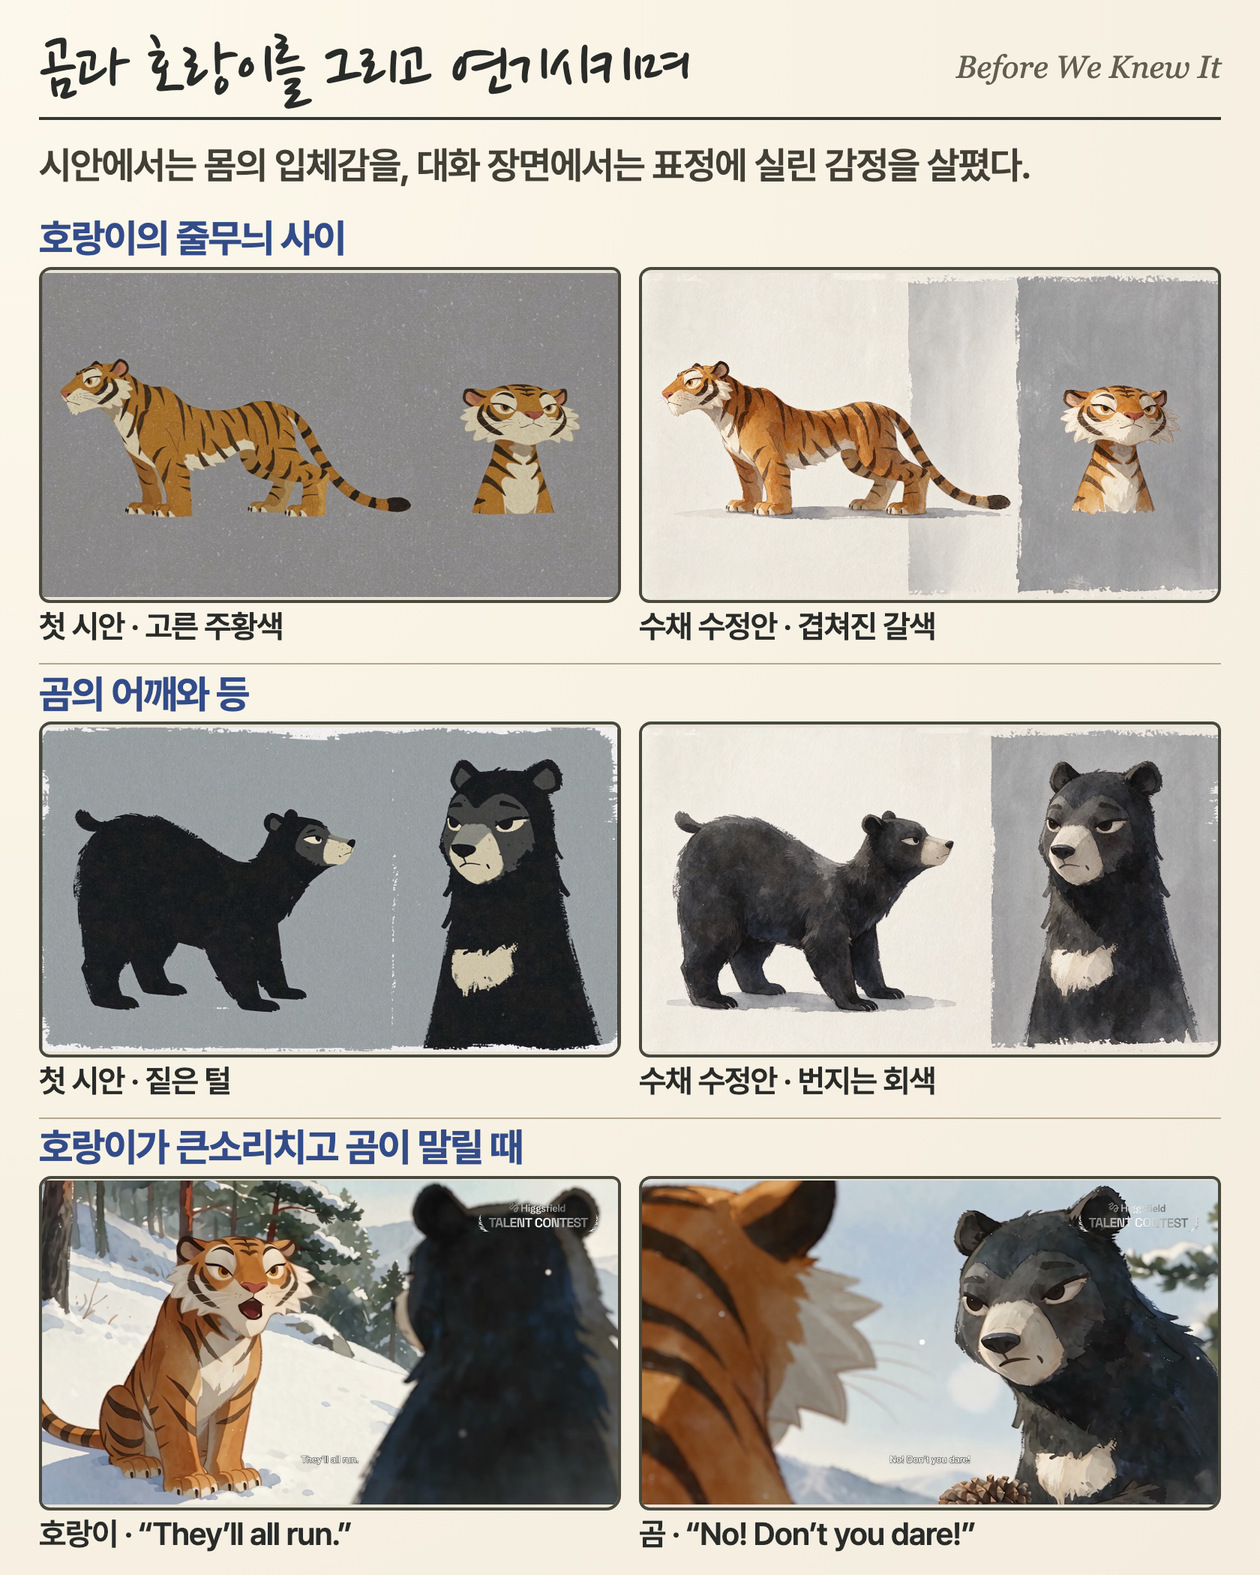 곰과 호랑이를 그리고 연기시키며
Before We Knew It
시안에서는 몸의 입체감을, 대화 장면에서는 표정에 실린 감정을 살폈다.
호랑이의 줄무늬 사이
첫 시안 · 고른 주황색
수채 수정안 · 겹쳐진 갈색
곰의 어깨와 등
첫 시안 · 짙은 털
수채 수정안 · 번지는 회색
호랑이가 큰소리치고 곰이 말릴 때
Higgsfield
TALENT CONTEST
They'll all run.
Higgsfield
TALENT CONTEST
No! Don't you dare!
호랑이 · “They’ll all run.”
곰 · “No! Don’t you dare!”